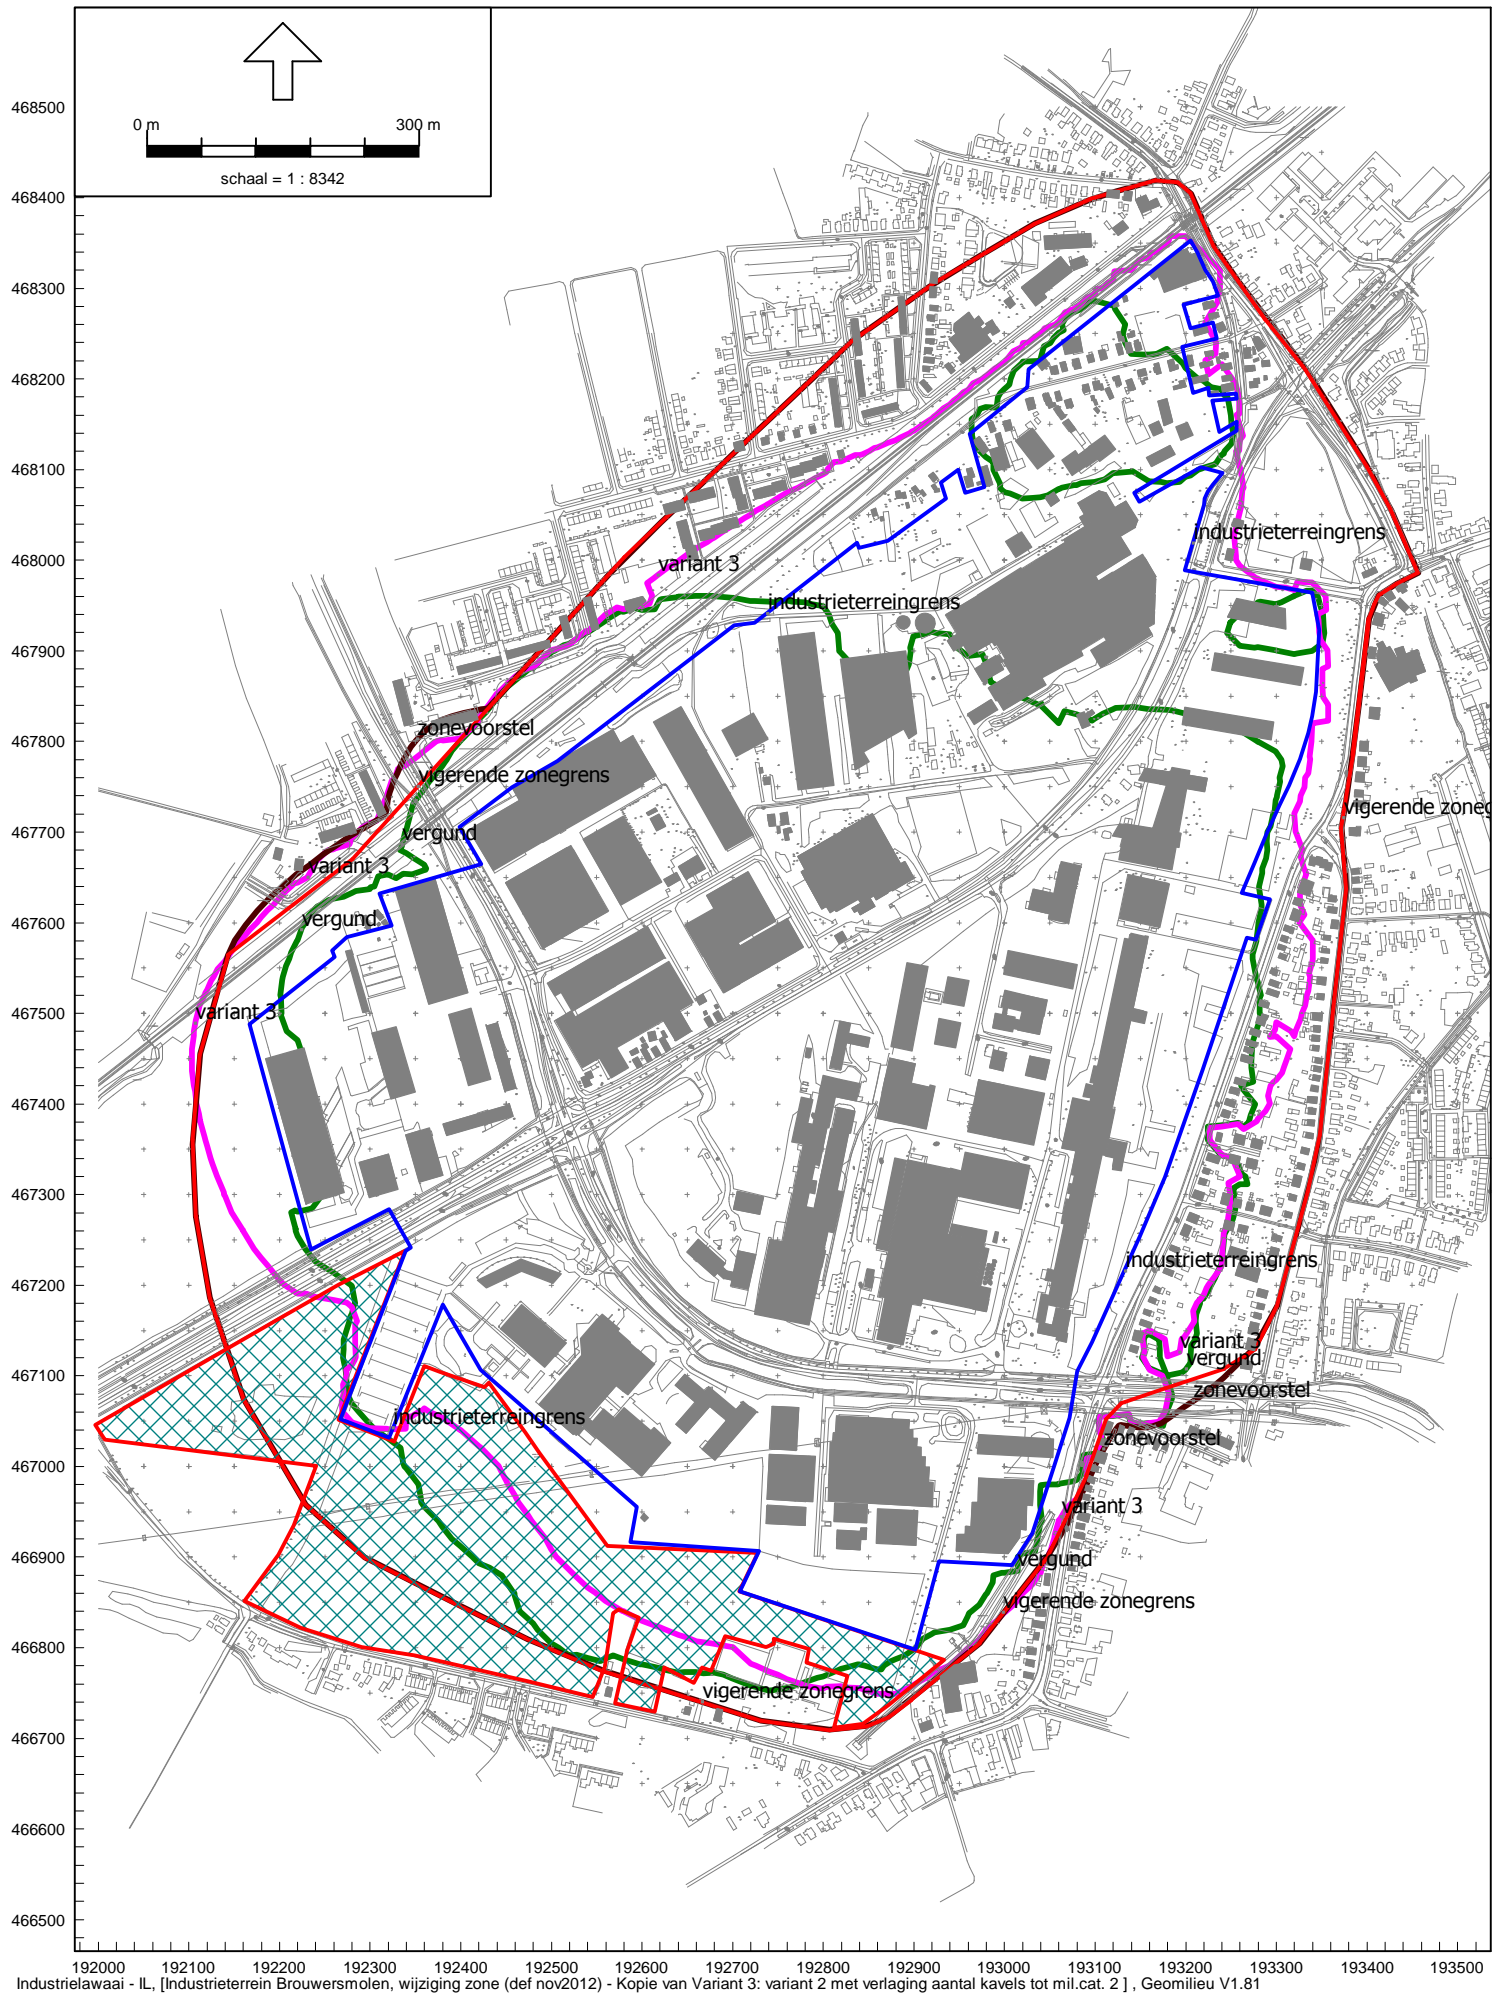 0 m 300 m
schaal = 1 : 8342
468500
468400
468300
468200
468100
468000
467900
467800
467700
467600
467500
467400
467300
467200
467100
467000
466900
466800
466700
466600
466500
industrieterreingrens
variant 3
industrieterreingrens
zonevoorstel
vigerende zonegrens
vigerende zoneg
vergund
variant 3
vergund
variant 3
industrieterreingrens
variant 3
vergund
zonevoorstel
industrieterreingrens
zonevoorstel
variant 3
vergund
vigerende zonegrens
vigerende zonegrens
192000 192100 192200 192300 192400 192500 192600 192700 192800 192900 193000 193100 193200 193300 193400 193500
Industrielawaai - IL, [Industrieterrein Brouwersmolen, wijziging zone (def nov2012) - Kopie van Variant 3: variant 2 met verlaging aantal kavels tot mil.cat. 2 ] , Geomilieu V1.81